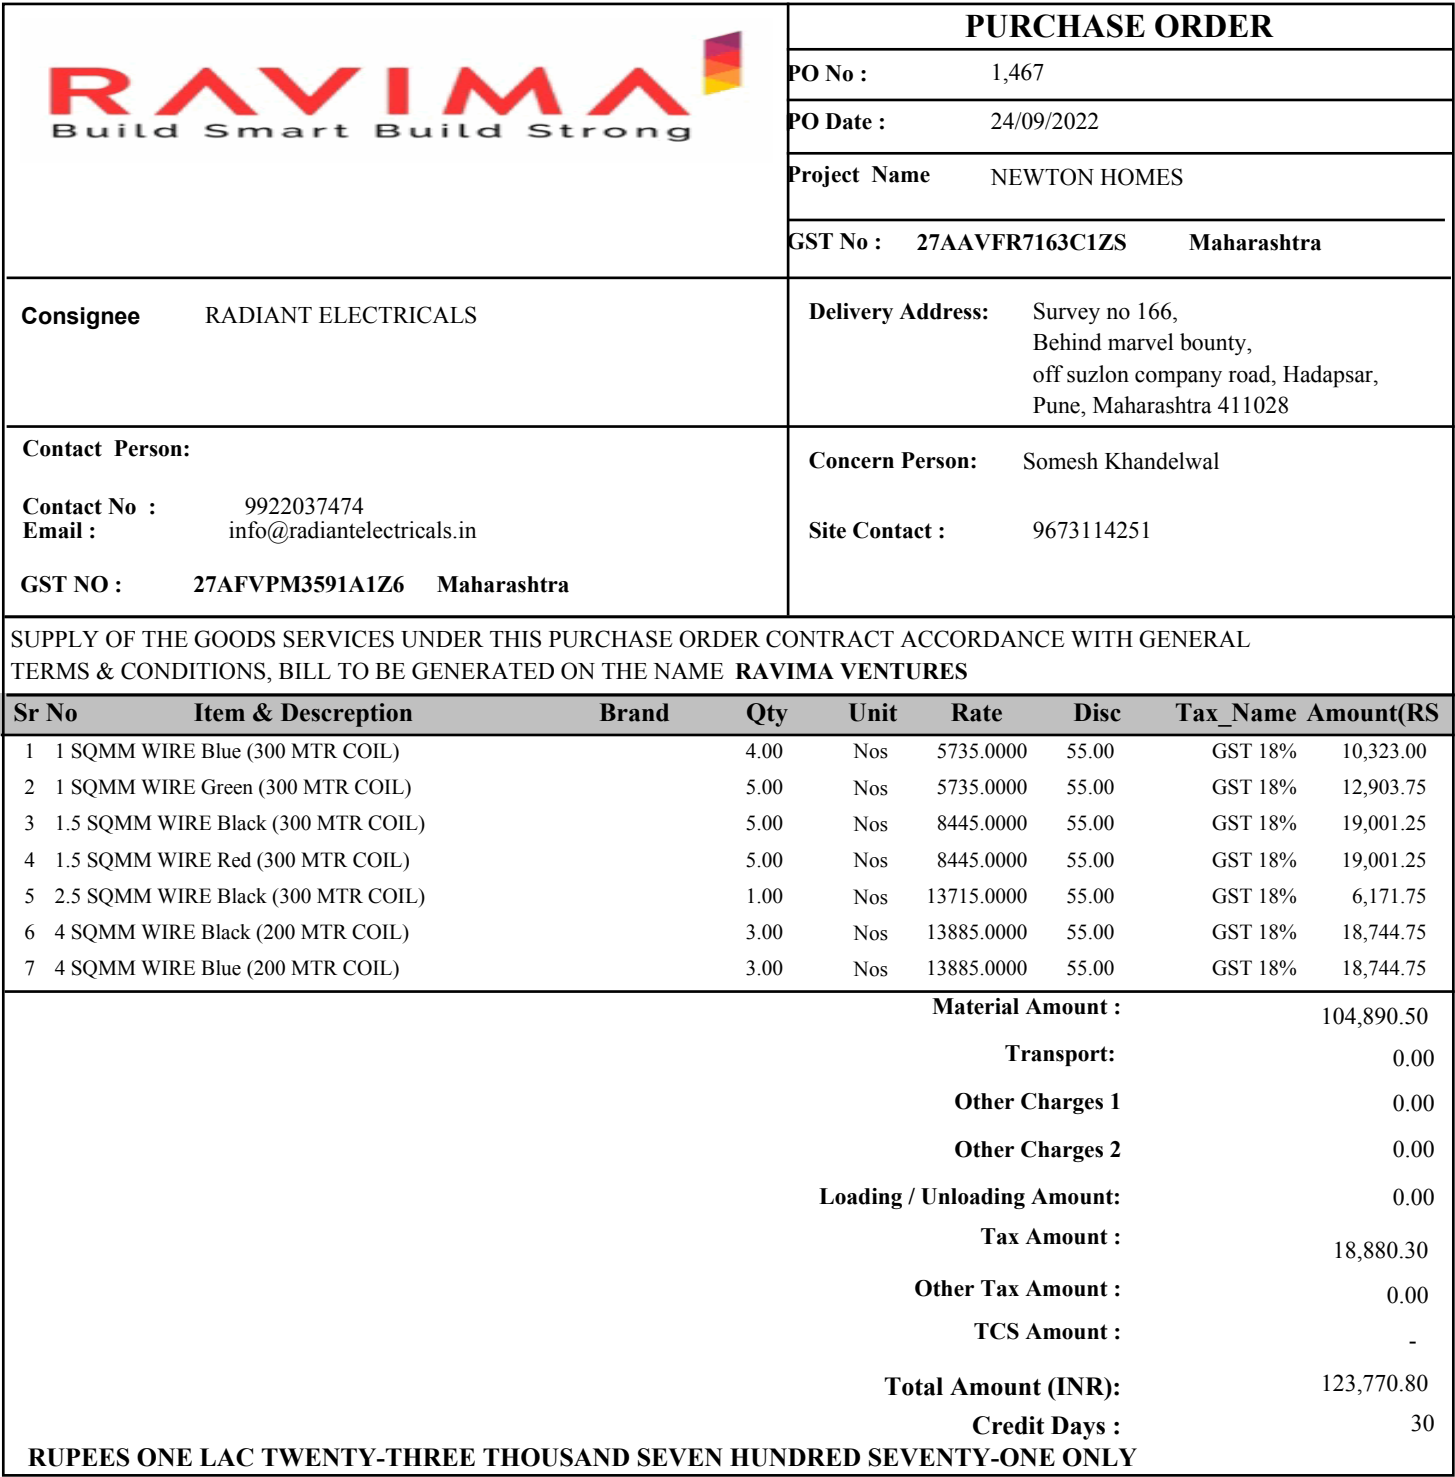 RAVIMA
Build Smart Build Strong
PURCHASE ORDER
PO No : 1,467
PO Date : 24/09/2022
Project Name NEWTON HOMES
GST No : 27AAVFR7163C1ZS Maharashtra
Consignee RADIANT ELECTRICALS
Delivery Address: Survey no 166,
Behind marvel bounty,
off suzlon company road, Hadapsar,
Pune, Maharashtra 411028
Contact Person:
Contact No : 9922037474
Email : info@radiantelectricals.in
GST NO : 27AFVPM3591A1Z6 Maharashtra
Concern Person: Somesh Khandelwal
Site Contact : 9673114251
SUPPLY OF THE GOODS SERVICES UNDER THIS PURCHASE ORDER CONTRACT ACCORDANCE WITH GENERAL
TERMS & CONDITIONS, BILL TO BE GENERATED ON THE NAME RAVIMA VENTURES
Sr No Item & Descreption Brand Qty Unit Rate Disc Tax_Name Amount(RS
1 1 SQMM WIRE Blue (300 MTR COIL) 4.00 Nos 5735.0000 55.00 GST 18% 10,323.00
2 1 SQMM WIRE Green (300 MTR COIL) 5.00 Nos 5735.0000 55.00 GST 18% 12,903.75
3 1.5 SQMM WIRE Black (300 MTR COIL) 5.00 Nos 8445.0000 55.00 GST 18% 19,001.25
4 1.5 SQMM WIRE Red (300 MTR COIL) 5.00 Nos 8445.0000 55.00 GST 18% 19,001.25
5 2.5 SQMM WIRE Black (300 MTR COIL) 1.00 Nos 13715.0000 55.00 GST 18% 6,171.75
6 4 SQMM WIRE Black (200 MTR COIL) 3.00 Nos 13885.0000 55.00 GST 18% 18,744.75
7 4 SQMM WIRE Blue (200 MTR COIL) 3.00 Nos 13885.0000 55.00 GST 18% 18,744.75
Material Amount : 104,890.50
Transport: 0.00
Other Charges 1 0.00
Other Charges 2 0.00
Loading / Unloading Amount: 0.00
Tax Amount : 18,880.30
Other Tax Amount : 0.00
TCS Amount : -
Total Amount (INR): 123,770.80
Credit Days : 30
RUPEES ONE LAC TWENTY-THREE THOUSAND SEVEN HUNDRED SEVENTY-ONE ONLY